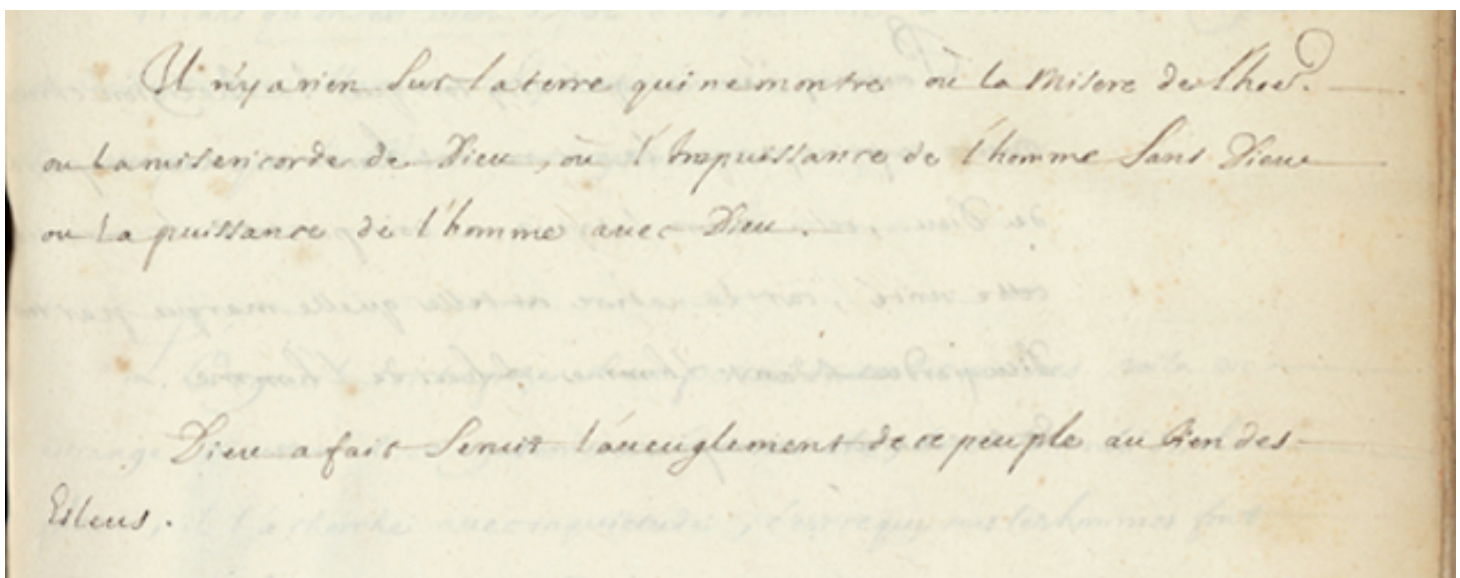 Il n'y a rien sur la terre qui ne montre ou la misere de l'hoe.
ou la misericorde de Dieu, où l'Impuissance de l'homme sans Dieu
ou la puissance de l'homme avec Dieu.
Dieu a fait servir l'aveuglement de ce peuple au bien des
Esleus.